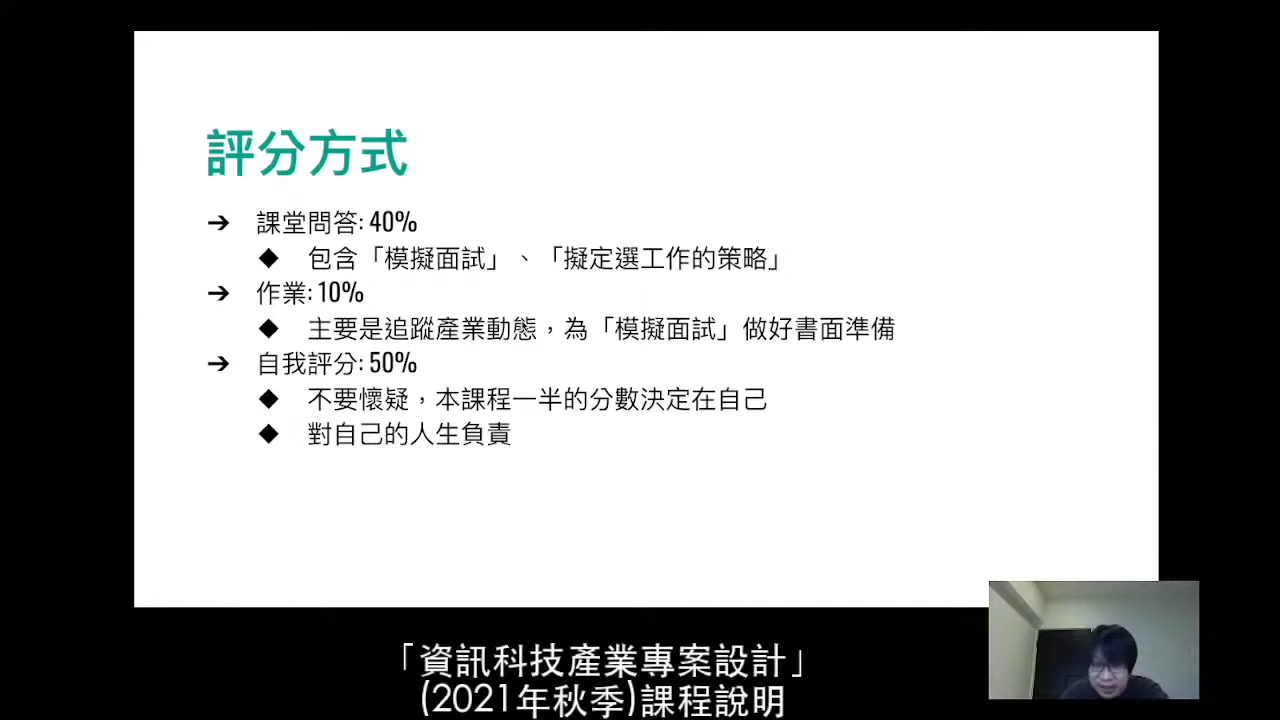 評分方式
➔ 課堂問答: 40%
◆ 包含「模擬面試」、「擬定選工作的策略」
➔ 作業: 10%
◆ 主要是追蹤產業動態,為「模擬面試」做好書面準備
➔ 自我評分: 50%
◆ 不要懷疑,本課程一半的分數決定在自己
◆ 對自己的人生負責
「資訊科技產業專案設計」
(2021年秋季)課程說明